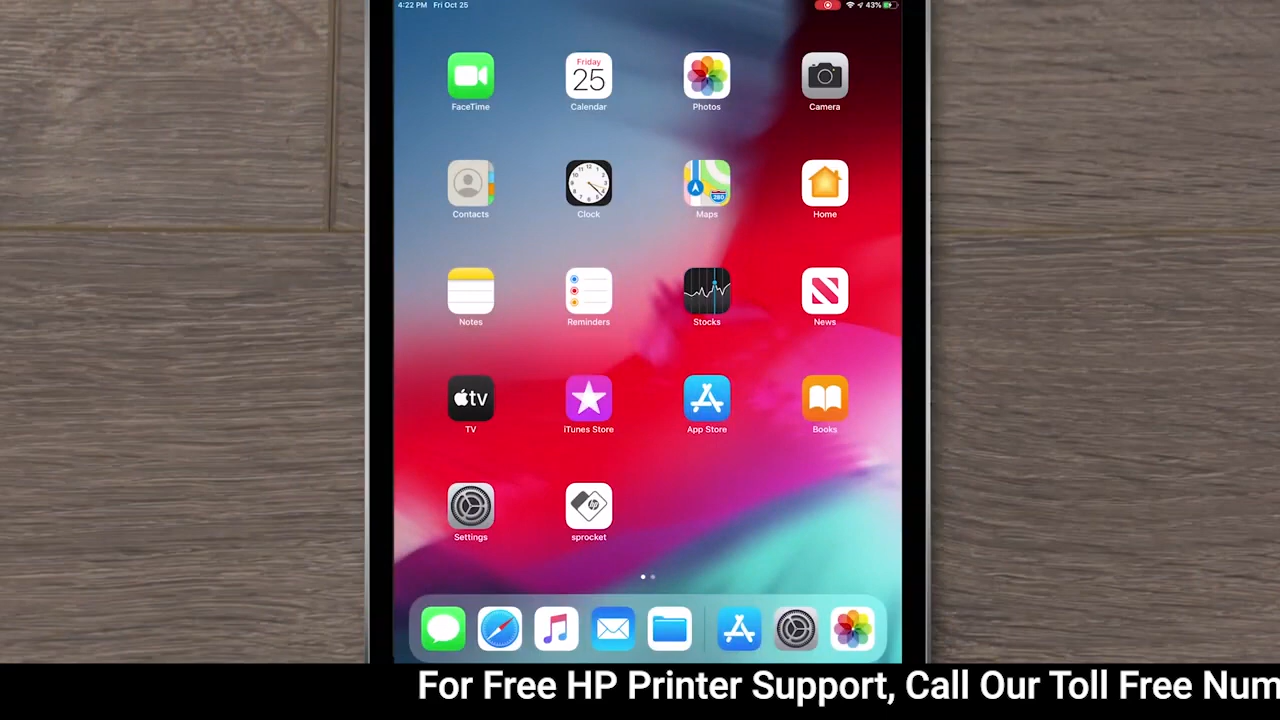 4:22 PM Fri Oct 25
43%
FaceTime
Friday
25
Calendar
Photos
Camera
Contacts
Clock
280
Maps
Home
Notes
Reminders
Stocks
News
tv
TV
iTunes Store
App Store
Books
Settings
hp
sprocket
For Free HP Printer Support, Call Our Toll Free Num